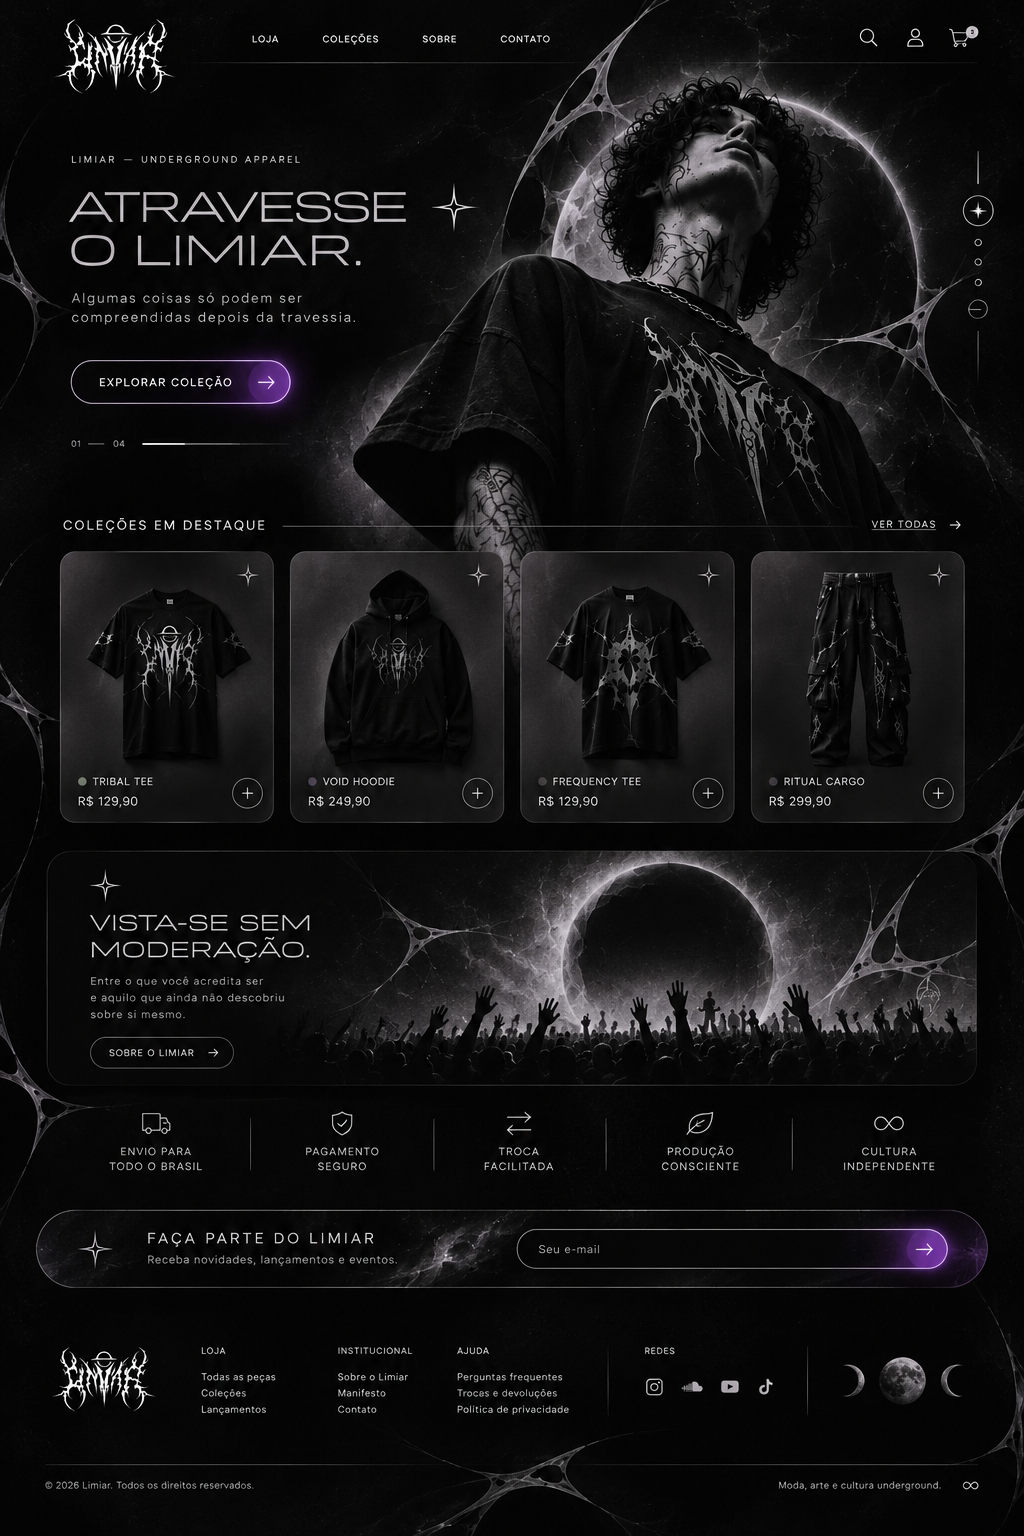 LIMIAR
LOJA
COLEÇÕES
SOBRE
CONTATO
LIMIAR — UNDERGROUND APPAREL
ATRAVESSE
O LIMIAR.
Algumas coisas só podem ser
compreendidas depois da travessia.
EXPLORAR COLEÇÃO
01 — 04
COLEÇÕES EM DESTAQUE
VER TODAS
TRIBAL TEE
R$ 129,90
VOID HOODIE
R$ 249,90
FREQUENCY TEE
R$ 129,90
RITUAL CARGO
R$ 299,90
VISTA-SE SEM
MODERAÇÃO.
Entre o que você acredita ser
e aquilo que ainda não descobriu
sobre si mesmo.
SOBRE O LIMIAR
ENVIO PARA
TODO O BRASIL
PAGAMENTO
SEGURO
TROCA
FACILITADA
PRODUÇÃO
CONSCIENTE
CULTURA
INDEPENDENTE
FAÇA PARTE DO LIMIAR
Receba novidades, lançamentos e eventos.
Seu e-mail
LIMIAR
LOJA
Todas as peças
Coleções
Lançamentos
INSTITUCIONAL
Sobre o Limiar
Manifesto
Contato
AJUDA
Perguntas frequentes
Trocas e devoluções
Política de privacidade
REDES
© 2026 Limiar. Todos os direitos reservados.
Moda, arte e cultura underground.